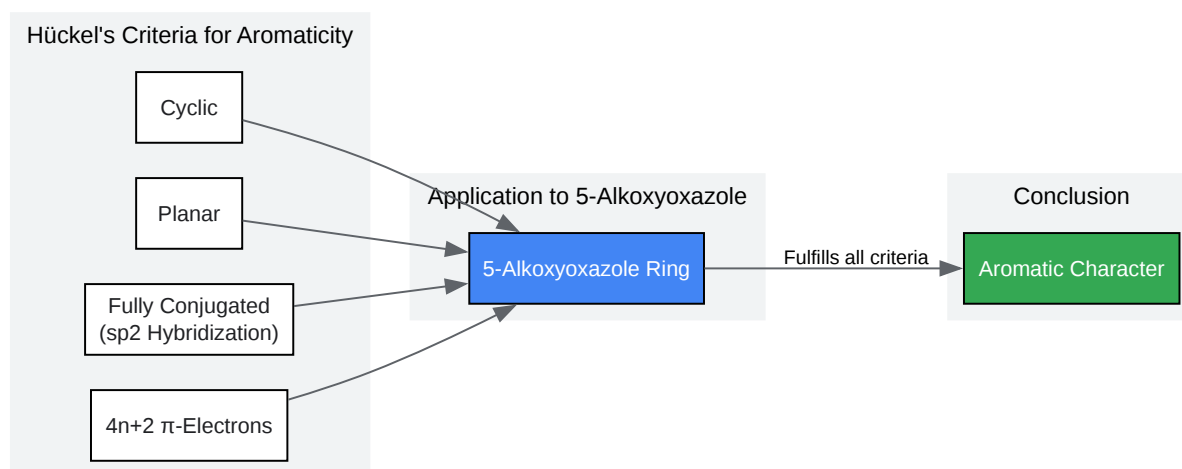 Hückel's Criteria for Aromaticity
Cyclic
Planar
Fully Conjugated
(sp2 Hybridization)
4n+2 π-Electrons
Application to 5-Alkoxyoxazole
5-Alkoxyoxazole Ring
Fulfills all criteria
Conclusion
Aromatic Character